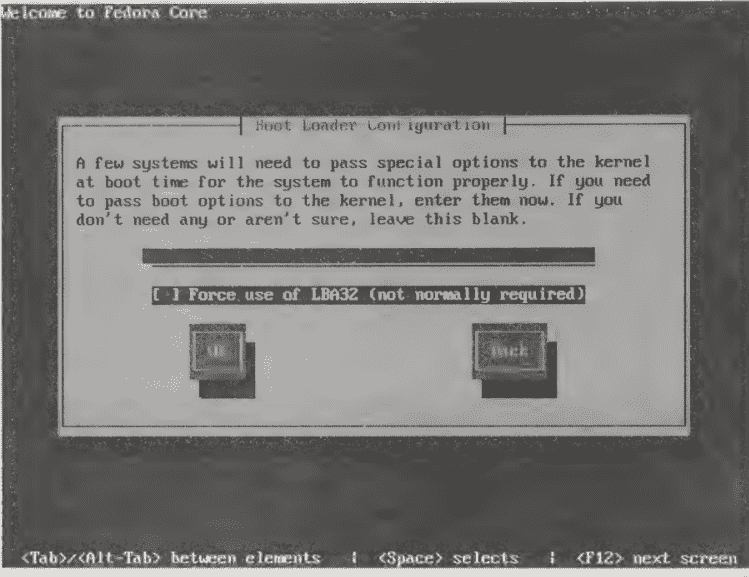 Welcome to Fedora Core
Boot Loader Configuration
A few systems will need to pass special options to the kernel
at boot time for the system to function properly. If you need
to pass boot options to the kernel, enter them now. If you
don't need any or aren't sure, leave this blank.
[ ] Force use of LBA32 (not normally required)
OK
Back
<Tab>/<Alt-Tab> between elements | <Space> selects | <F12> next screen